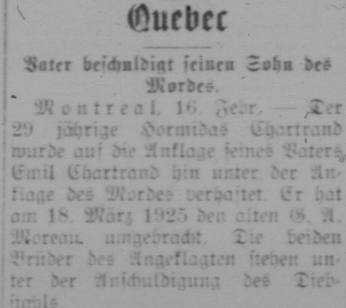 Quebec
Vater beschuldigt seinen Sohn des
Mordes.
Montreal, 16. Febr. — Der
29 jährige Hormidas Chartrand
wurde auf die Anklage seines Vaters,
Emil Chartrand hin unter der An-
klage des Mordes verhaftet. Er hat
am 18. März 1925 den alten G. A.
Moreau umgebracht. Die beiden
Brüder des Angeklagten stehen un-
ter der Anschuldigung des Dieb-
stahls.